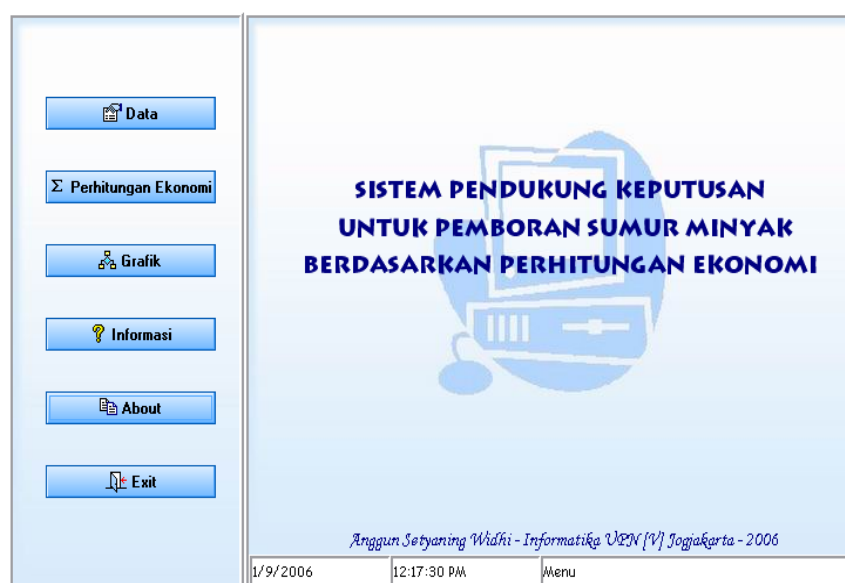 Data
Σ Perhitungan Ekonomi
Grafik
Informasi
About
Exit
SISTEM PENDUKUNG KEPUTUSAN
UNTUK PEMBORAN SUMUR MINYAK
BERDASARKAN PERHITUNGAN EKONOMI
Anggun Setyaning Widhi - Informatika UPN [V] Jogjakarta - 2006
1/9/2006 12:17:30 PM Menu